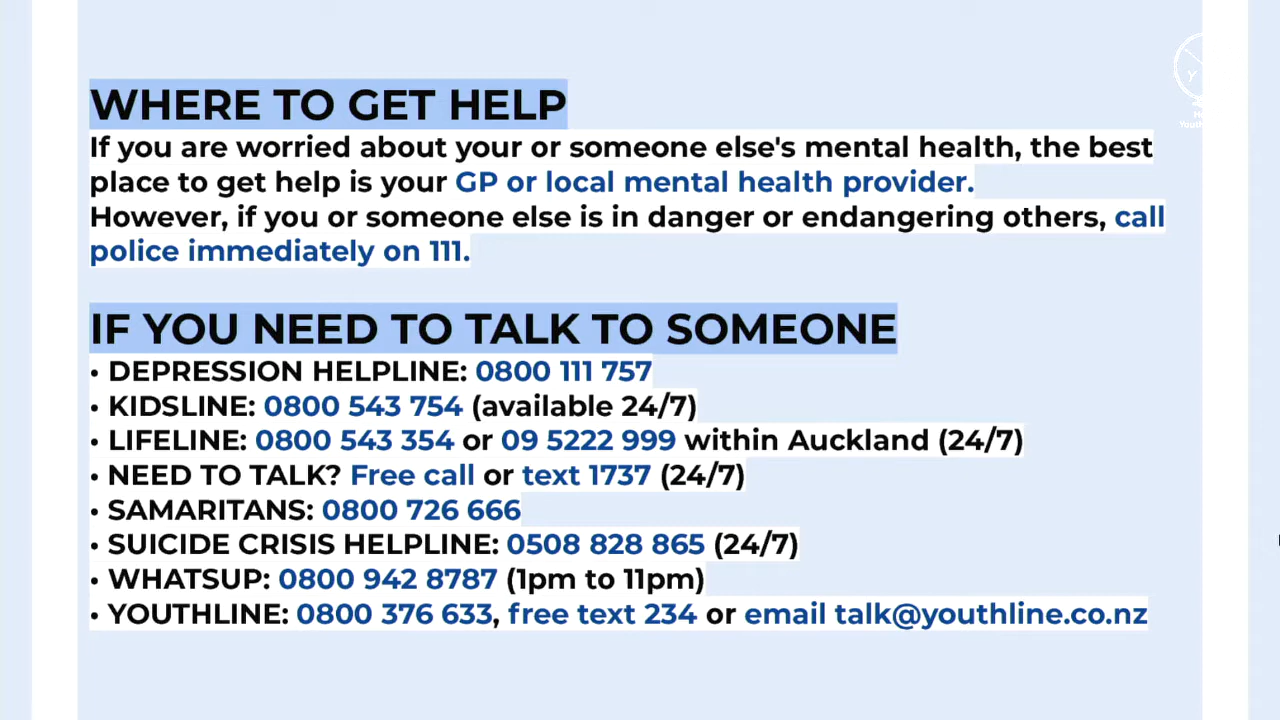 WHERE TO GET HELP
If you are worried about your or someone else's mental health, the best
place to get help is your GP or local mental health provider.
However, if you or someone else is in danger or endangering others, call
police immediately on 111.
IF YOU NEED TO TALK TO SOMEONE
• DEPRESSION HELPLINE: 0800 111 757
• KIDSLINE: 0800 543 754 (available 24/7)
• LIFELINE: 0800 543 354 or 09 5222 999 within Auckland (24/7)
• NEED TO TALK? Free call or text 1737 (24/7)
• SAMARITANS: 0800 726 666
• SUICIDE CRISIS HELPLINE: 0508 828 865 (24/7)
• WHATSUP: 0800 942 8787 (1pm to 11pm)
• YOUTHLINE: 0800 376 633, free text 234 or email talk@youthline.co.nz